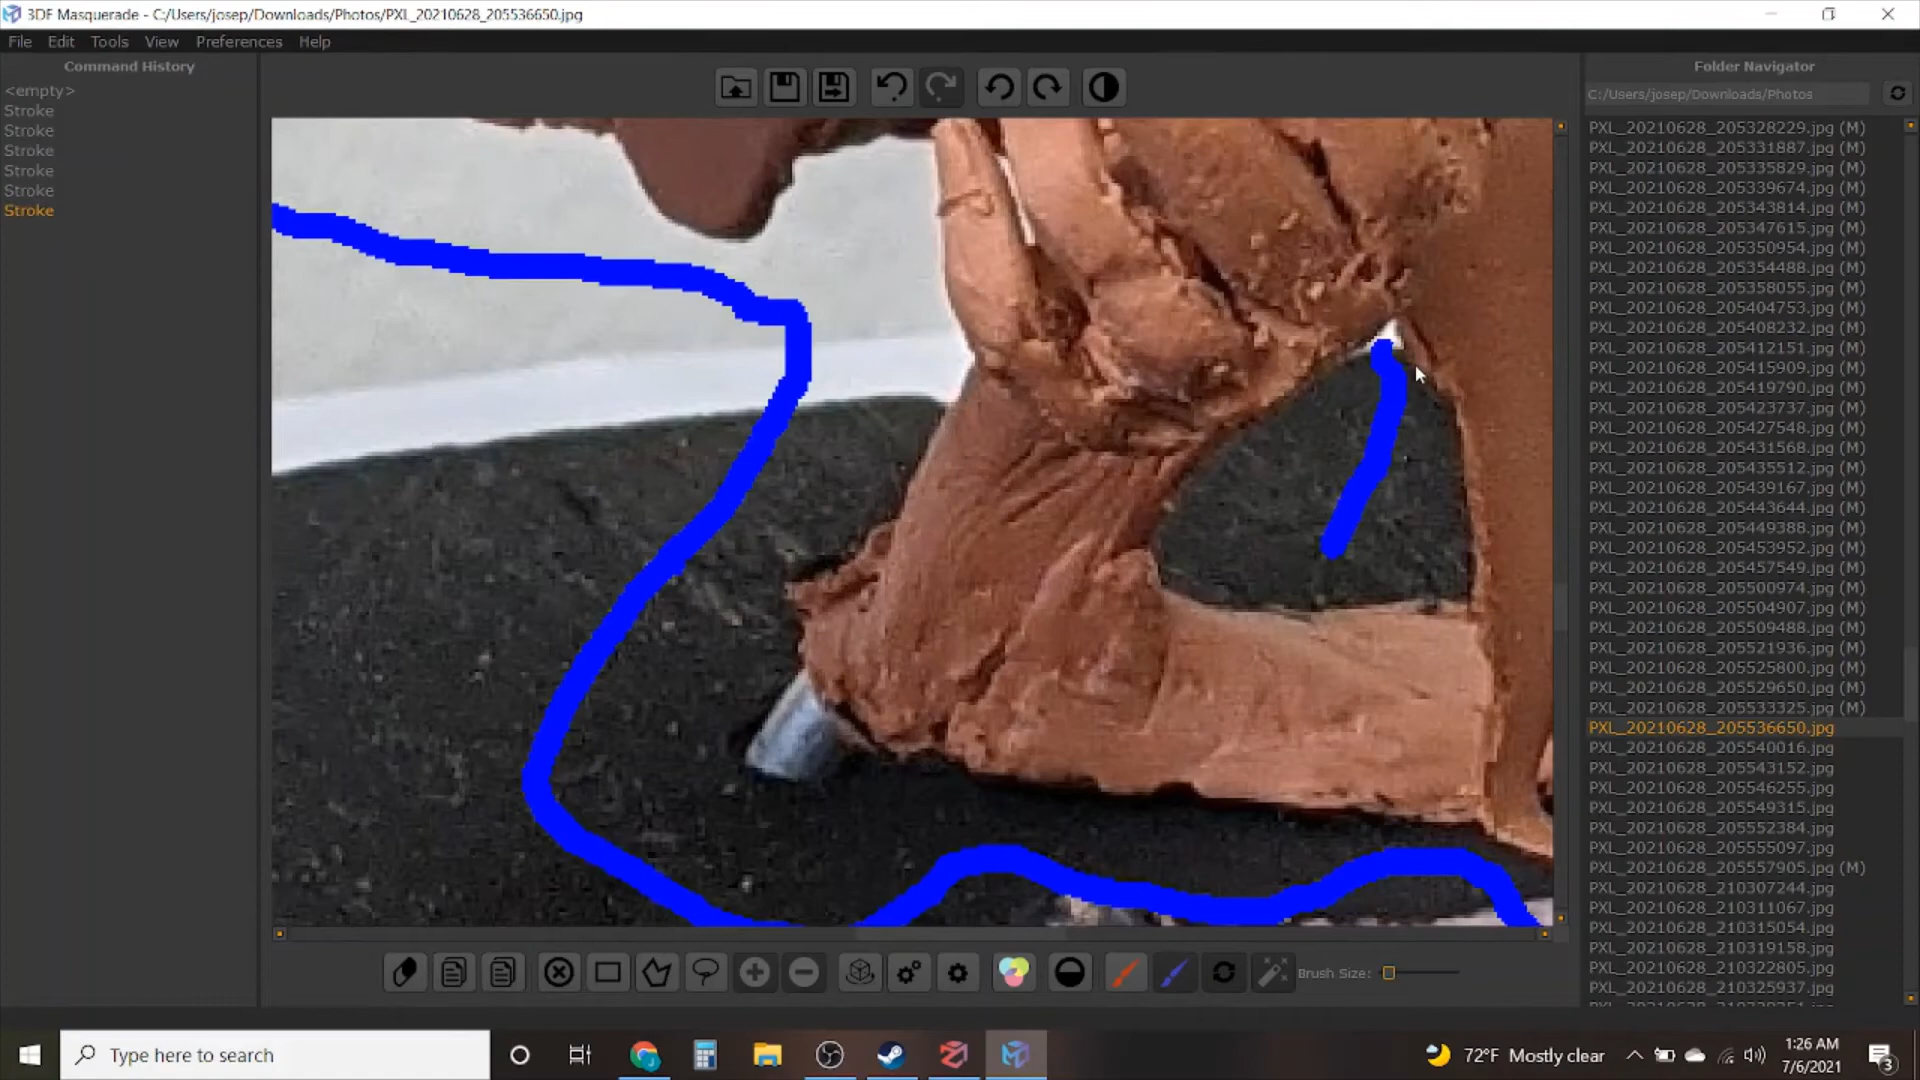 3DF Masquerade - C:/Users/josep/Downloads/Photos/PXL_20210628_205536650.jpg
File Edit Tools View Preferences Help
Command History
<empty>
Stroke
Stroke
Stroke
Stroke
Stroke
Stroke
Folder Navigator
C:/Users/josep/Downloads/Photos
PXL_20210628_205328229.jpg (M)
PXL_20210628_205331887.jpg (M)
PXL_20210628_205335829.jpg (M)
PXL_20210628_205339674.jpg (M)
PXL_20210628_205343814.jpg (M)
PXL_20210628_205347615.jpg (M)
PXL_20210628_205350954.jpg (M)
PXL_20210628_205354488.jpg (M)
PXL_20210628_205358055.jpg (M)
PXL_20210628_205404753.jpg (M)
PXL_20210628_205408232.jpg (M)
PXL_20210628_205412151.jpg (M)
PXL_20210628_205415909.jpg (M)
PXL_20210628_205419790.jpg (M)
PXL_20210628_205423737.jpg (M)
PXL_20210628_205427548.jpg (M)
PXL_20210628_205431568.jpg (M)
PXL_20210628_205435512.jpg (M)
PXL_20210628_205439167.jpg (M)
PXL_20210628_205443644.jpg (M)
PXL_20210628_205449388.jpg (M)
PXL_20210628_205453952.jpg (M)
PXL_20210628_205457549.jpg (M)
PXL_20210628_205500974.jpg (M)
PXL_20210628_205504907.jpg (M)
PXL_20210628_205509488.jpg (M)
PXL_20210628_205521936.jpg (M)
PXL_20210628_205525800.jpg (M)
PXL_20210628_205529650.jpg (M)
PXL_20210628_205533325.jpg (M)
PXL_20210628_205536650.jpg
PXL_20210628_205540016.jpg
PXL_20210628_205543152.jpg
PXL_20210628_205546255.jpg
PXL_20210628_205549315.jpg
PXL_20210628_205552384.jpg
PXL_20210628_205555097.jpg
PXL_20210628_205557905.jpg (M)
PXL_20210628_210307244.jpg
PXL_20210628_210311067.jpg
PXL_20210628_210315054.jpg
PXL_20210628_210319158.jpg
PXL_20210628_210322805.jpg
PXL_20210628_210325937.jpg
Brush Size:
Type here to search
72°F Mostly clear
1:26 AM
7/6/2021
3